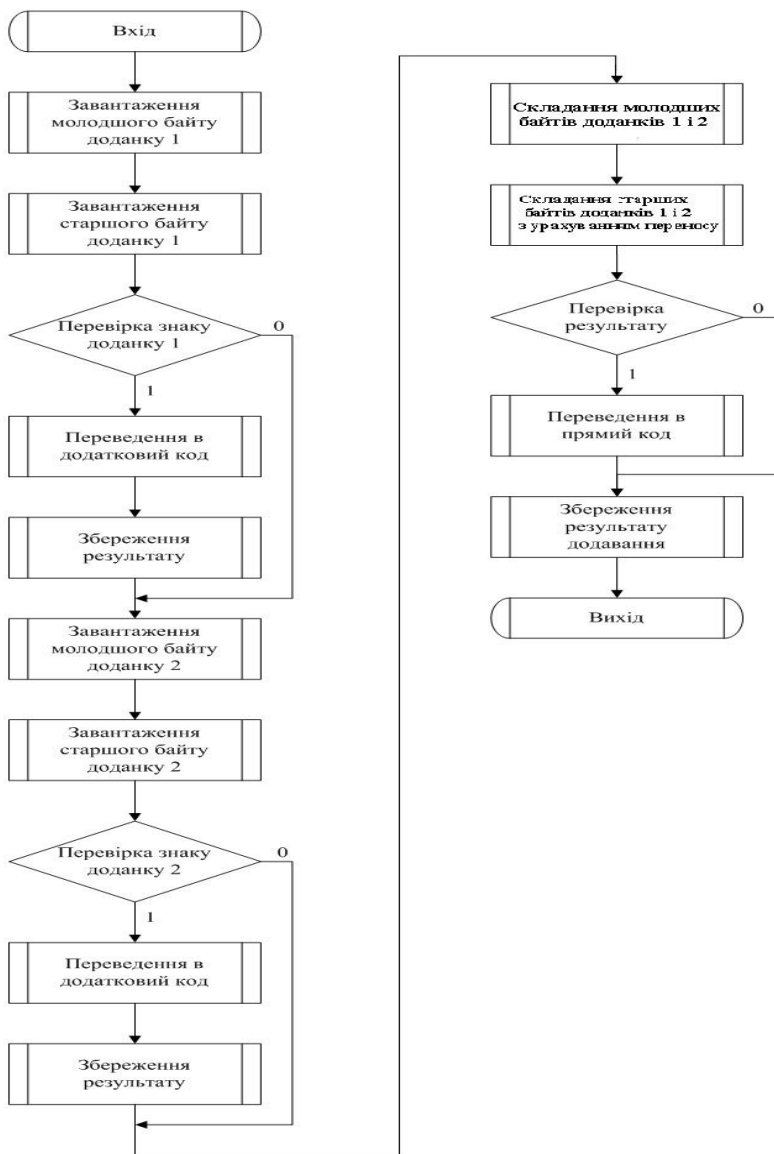 Вхід
Завантаження
молодшого байту
доданку 1
Завантаження
старшого байту
доданку 1
Перевірка знаку
доданку 1
0
1
Переведення в
додатковий код
Збереження
результату
Завантаження
молодшого байту
доданку 2
Завантаження
старшого байту
доданку 2
Перевірка знаку
доданку 2
0
1
Переведення в
додатковий код
Збереження
результату
Складання молодших
байтів доданків 1 і 2
Складання старших
байтів доданків 1 і 2
з урахуванням переносу
Перевірка
результату
0
1
Переведення в
прямий код
Збереження
результату
додавання
Вихід